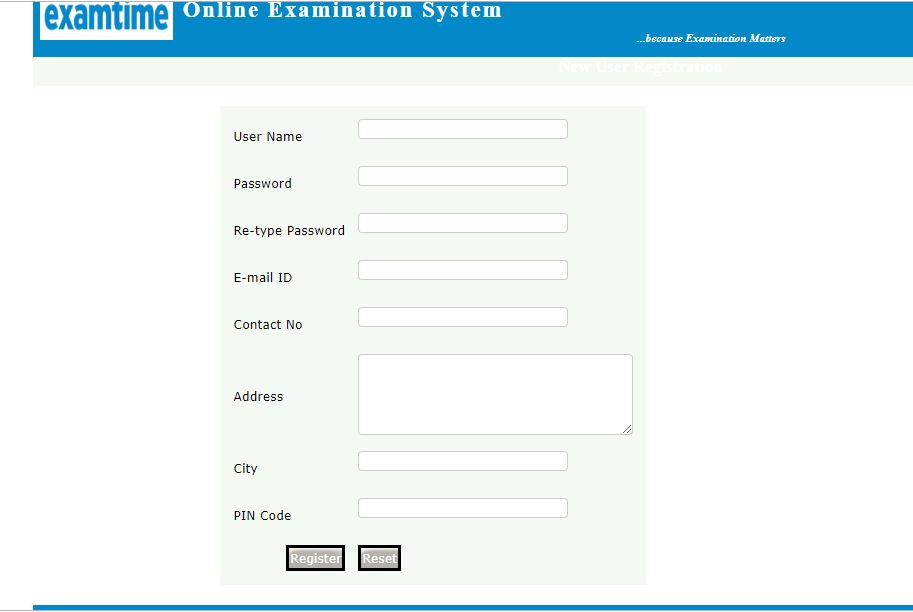 examtime
Online Examination System
...because Examination Matters
New User Registration
User Name
Password
Re-type Password
E-mail ID
Contact No
Address
City
PIN Code
Register Reset